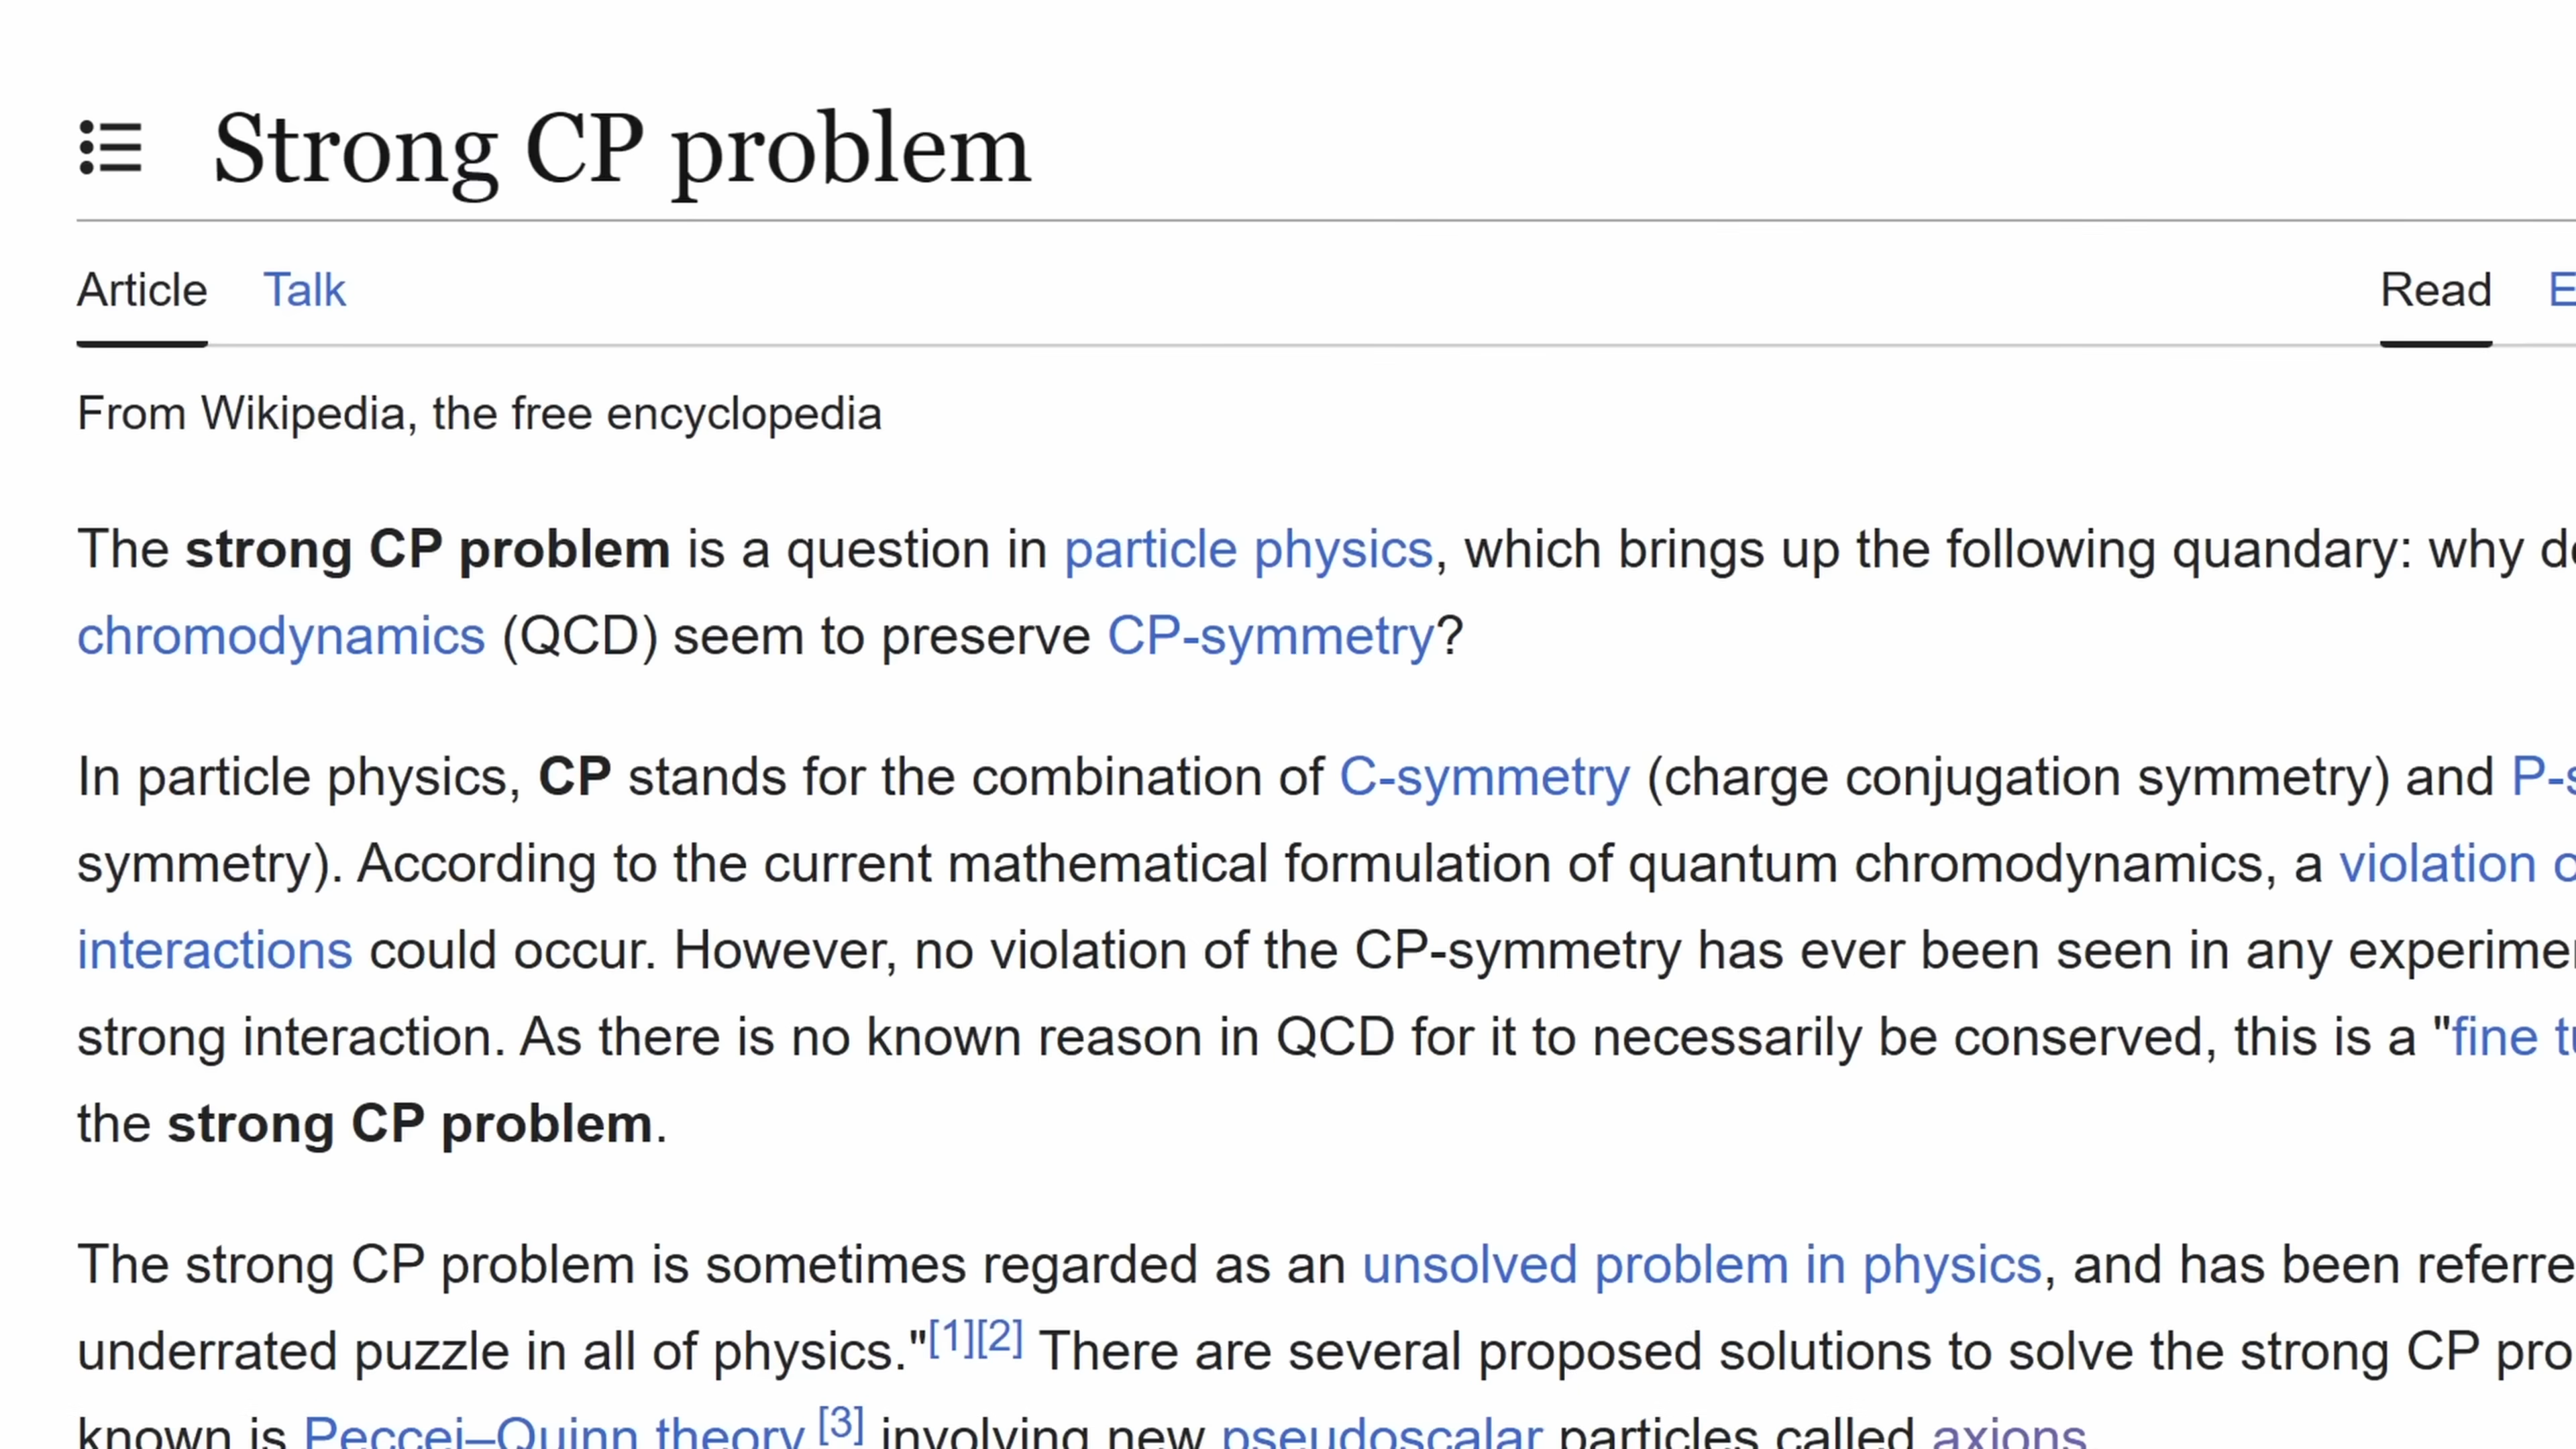 Strong CP problem
Article Talk Read
From Wikipedia, the free encyclopedia
The strong CP problem is a question in particle physics, which brings up the following quandary: why
chromodynamics (QCD) seem to preserve CP-symmetry?
In particle physics, CP stands for the combination of C-symmetry (charge conjugation symmetry) and
symmetry). According to the current mathematical formulation of quantum chromodynamics, a violation
interactions could occur. However, no violation of the CP-symmetry has ever been seen in any
strong interaction. As there is no known reason in QCD for it to necessarily be conserved, this is a "fine
the strong CP problem.
The strong CP problem is sometimes regarded as an unsolved problem in physics, and has been
underrated puzzle in all of physics."[1][2] There are several proposed solutions to solve the strong CP
known is Peccei–Quinn theory,[3] involving new pseudoscalar particles called axions